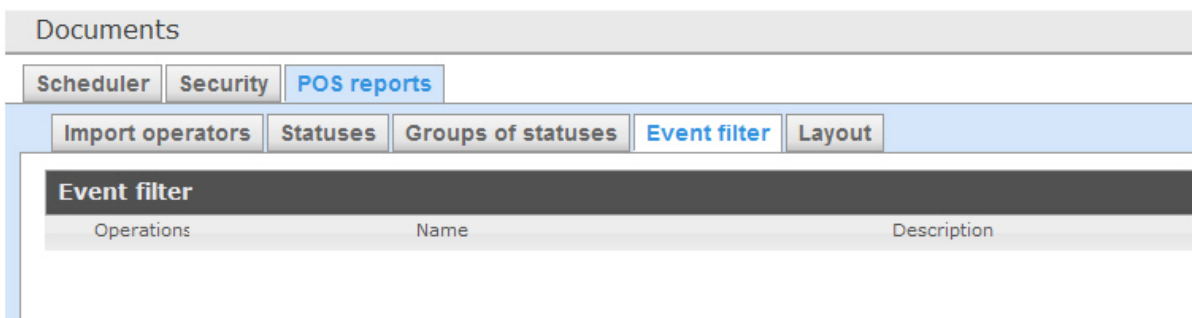 Documents
Scheduler Security POS reports
Import operators Statuses Groups of statuses Event filter Layout
Event filter
Operations Name Description